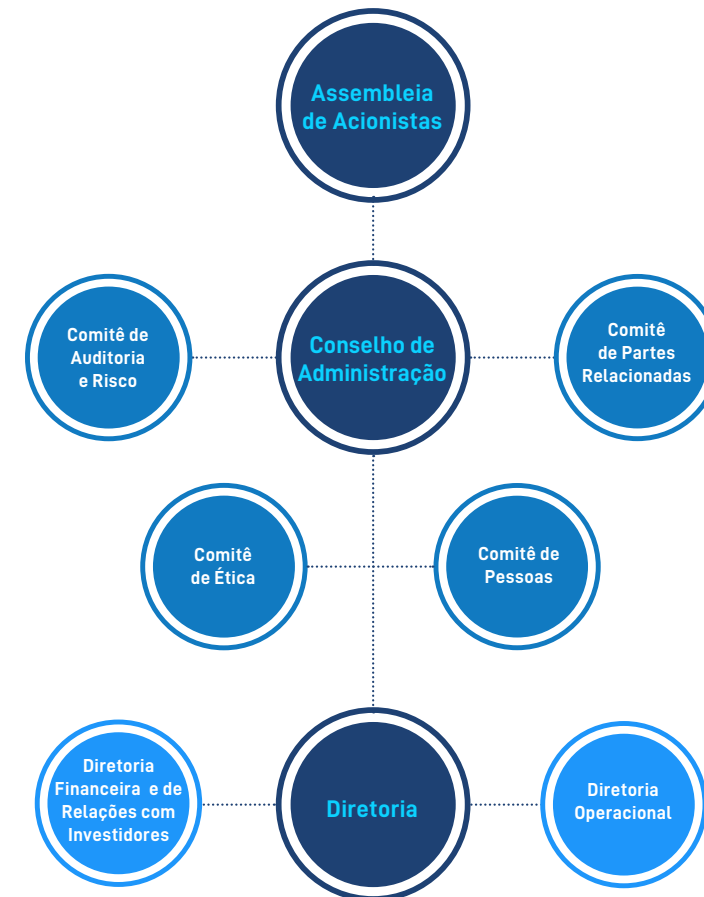 Assembleia
de Acionistas
Comitê de
Auditoria
e Risco
Conselho de
Administração
Comitê
de Partes
Relacionadas
Comitê
de Ética
Comitê de
Pessoas
Diretoria
Financeira e de
Relações com
Investidores
Diretoria
Diretoria
Operacional